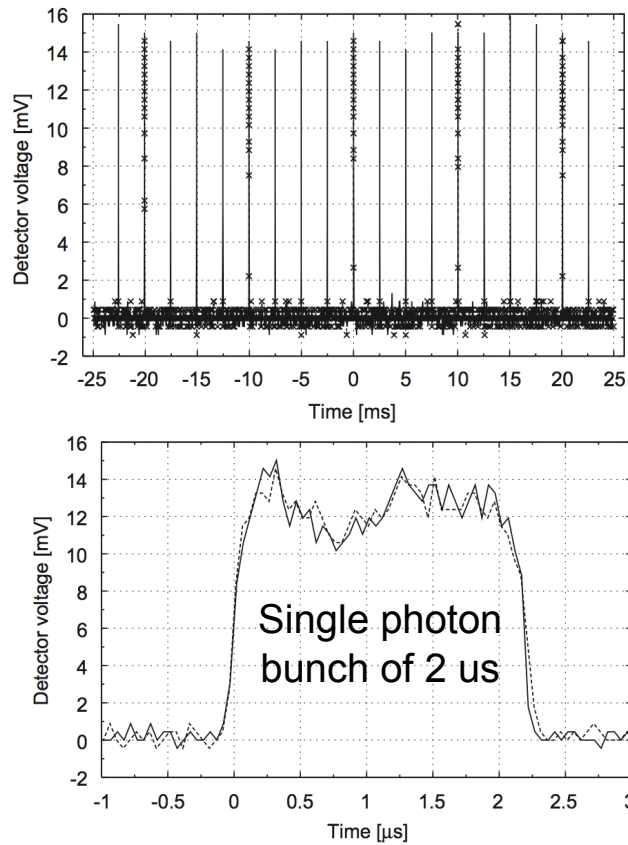 Detector voltage [mV]
16
14
12
10
8
6
4
2
0
-2
-25 -20 -15 -10 -5 0 5 10 15 20 25
Time [ms]
Detector voltage [mV]
16
14
12
10
8
6
4
2
0
-2
Single photon
bunch of 2 us
-1 -0.5 0 0.5 1 1.5 2 2.5 3
Time [µs]